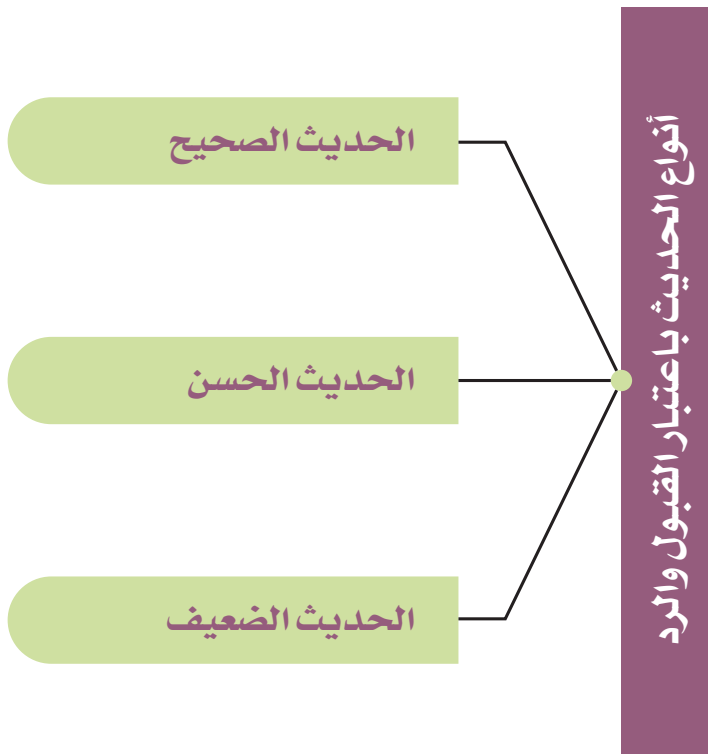 أنواع الحديث باعتبار القبول والرد
الحديث الصحيح
الحديث الحسن
الحديث الضعيف